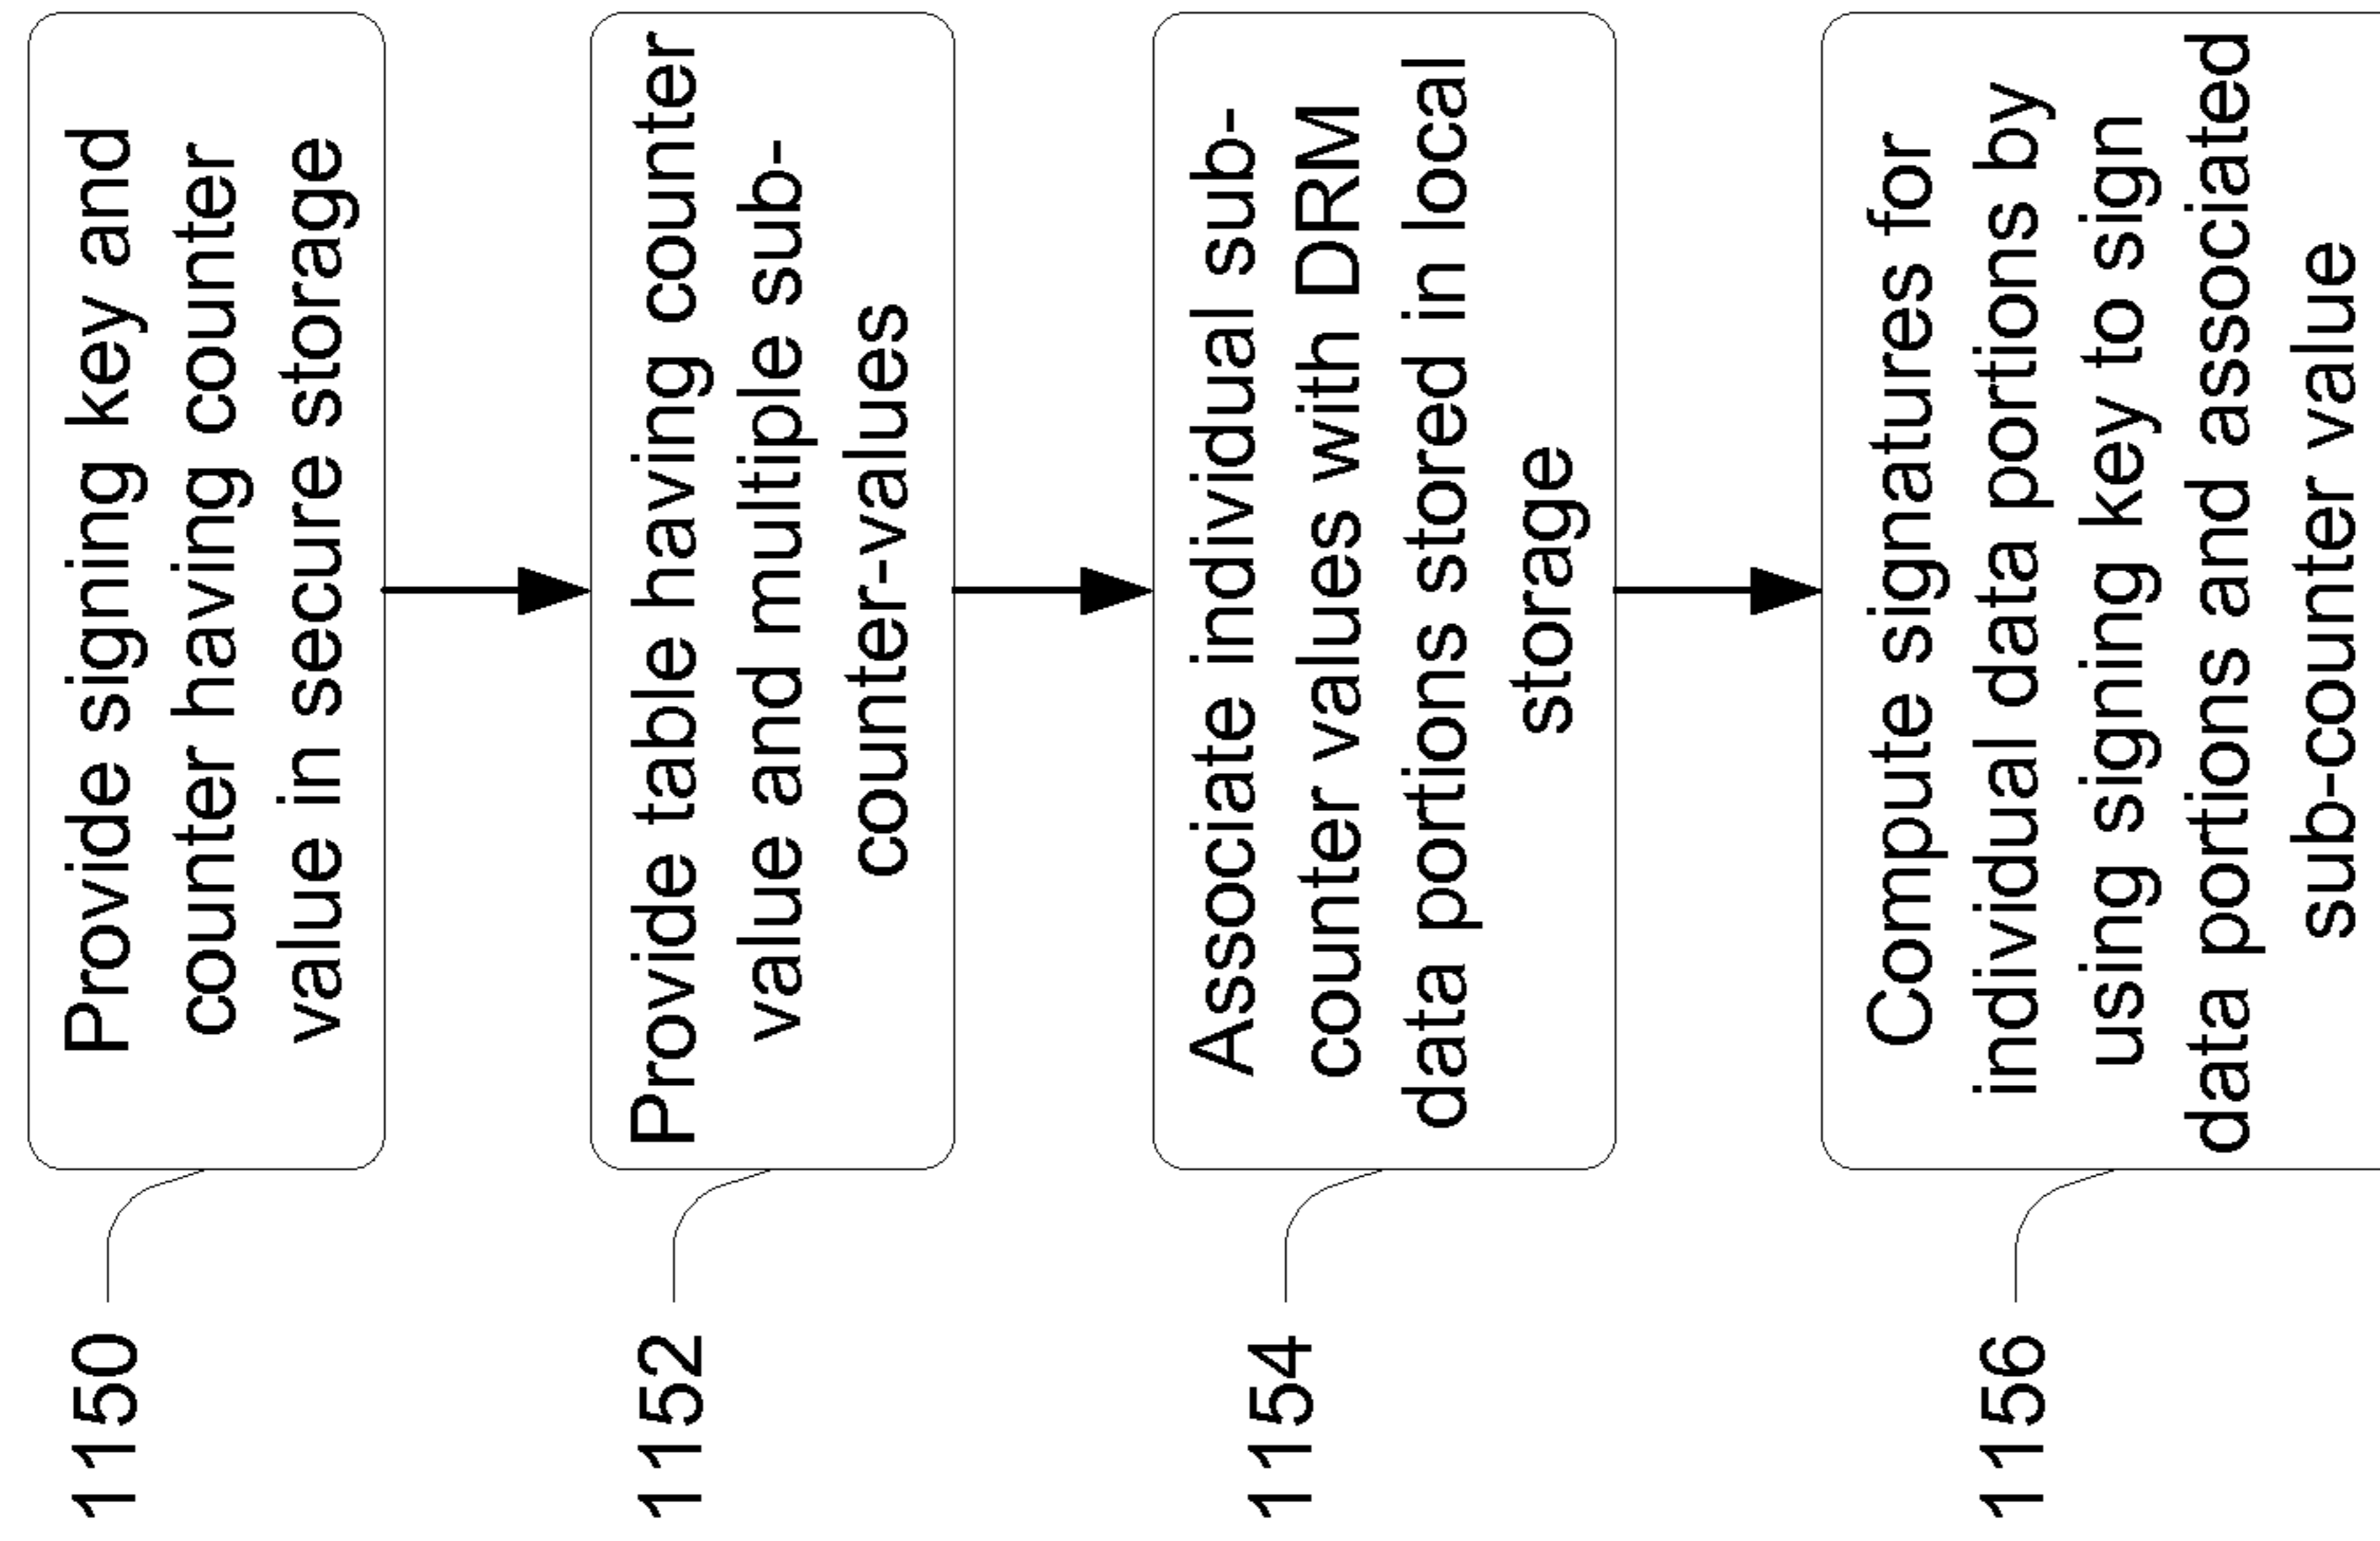 1150
Provide signing key and
counter having counter
value in secure storage
1152
Provide table having counter
value and multiple sub-
counter-values
1154
Associate individual sub-
counter values with DRM
data portions stored in local
storage
1156
Compute signatures for
individual data portions by
using signing key to sign
data portions and associated
sub-counter value